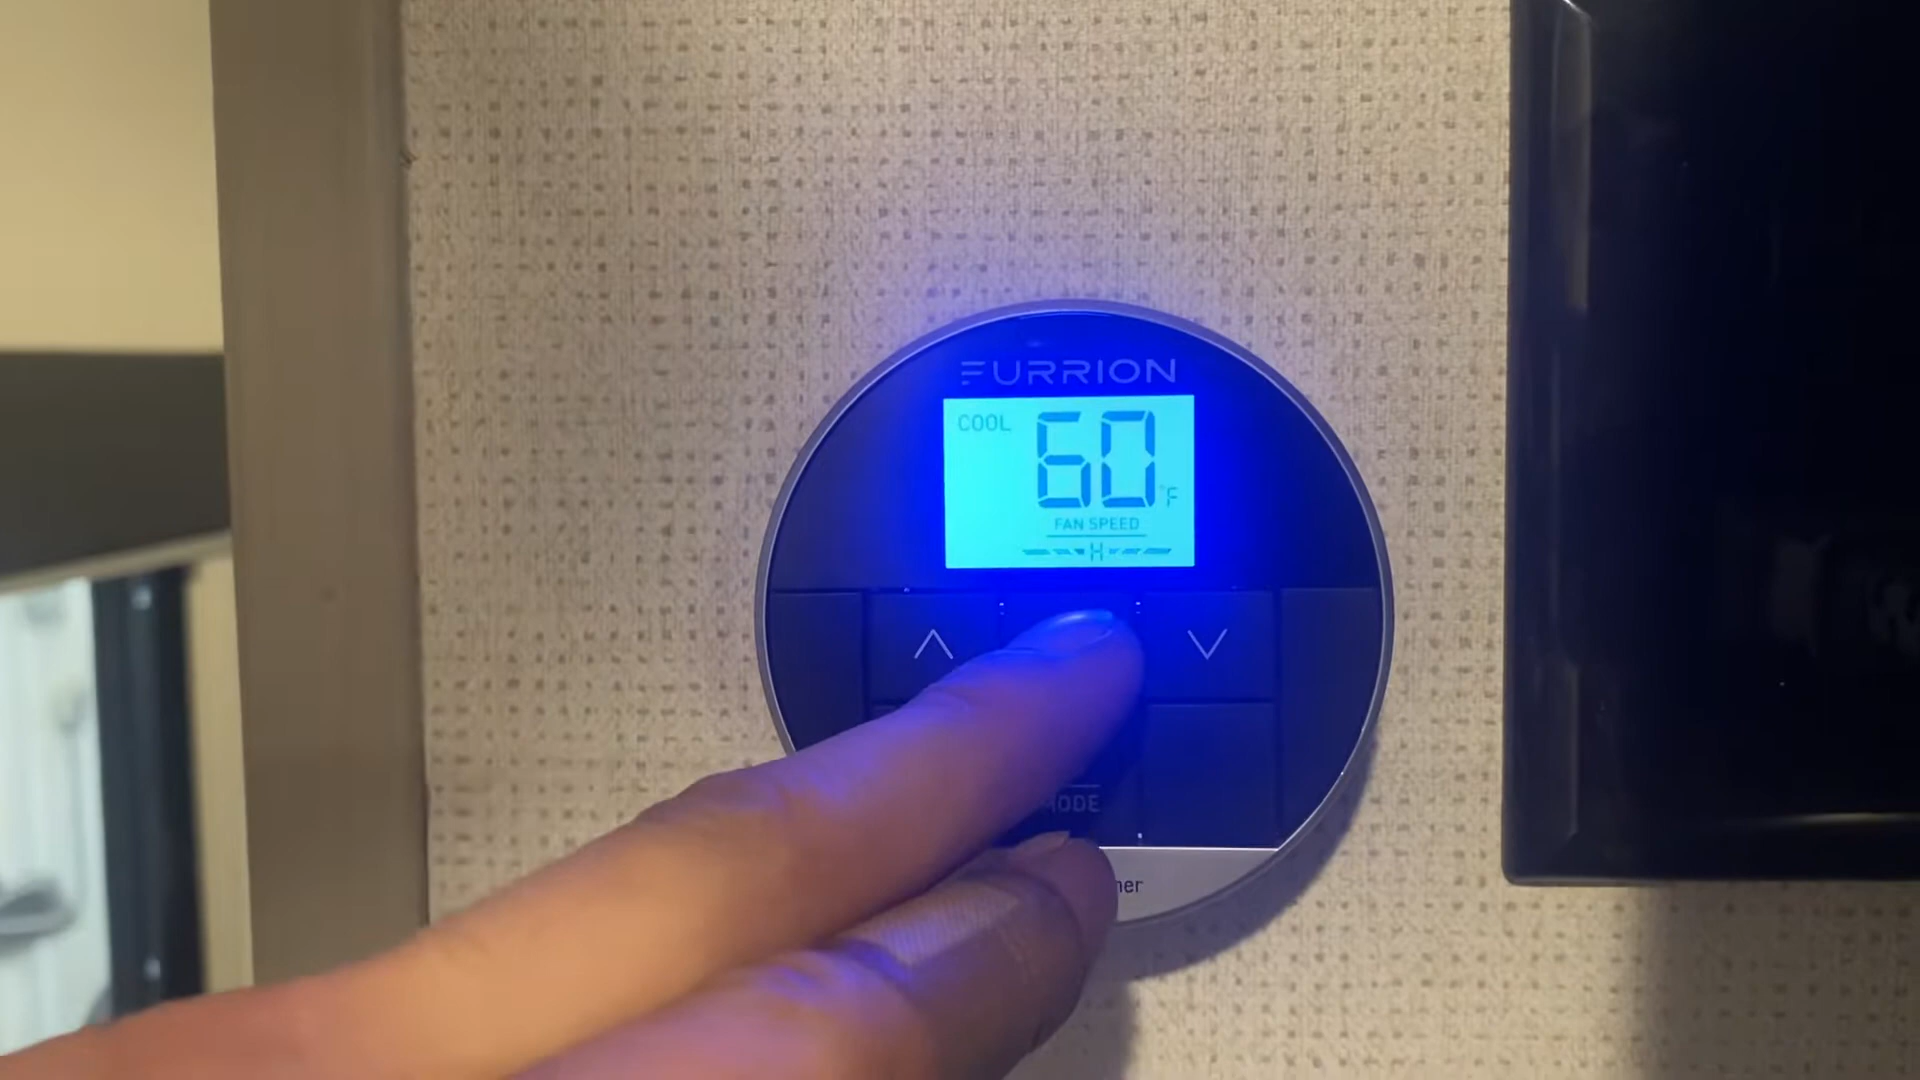 FURRION
COOL 60 °F
FAN SPEED
H
MODE
ner